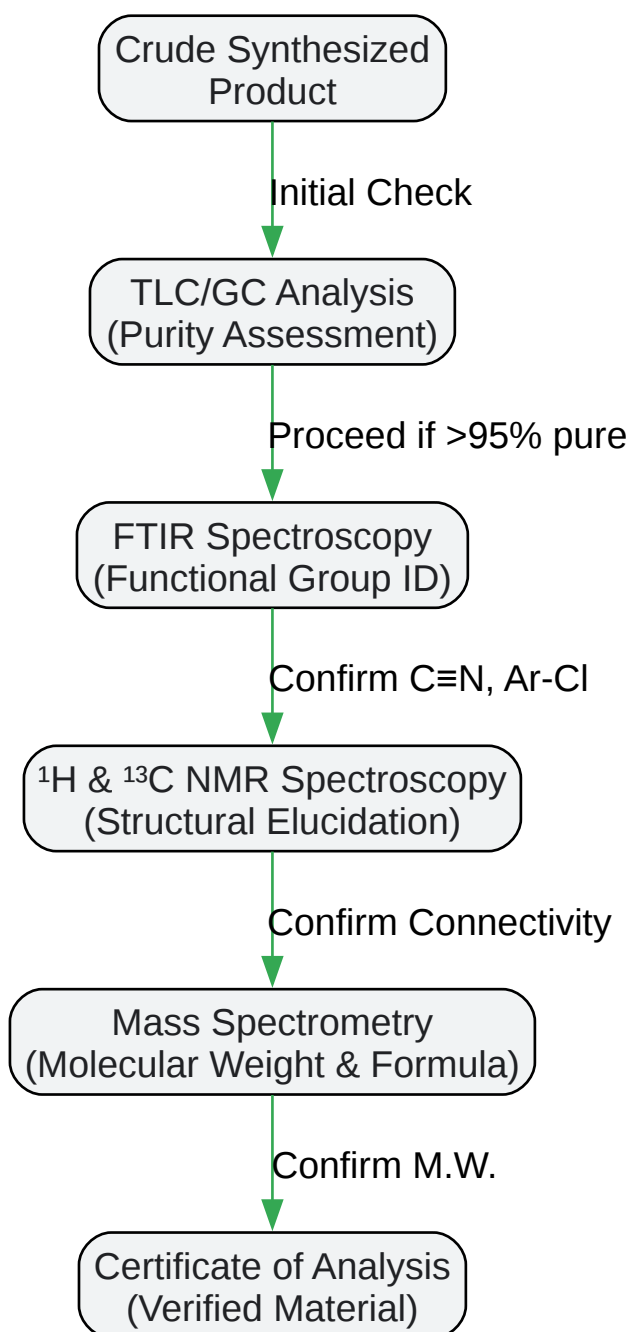 Crude Synthesized
Product
Initial Check
TLC/GC Analysis
(Purity Assessment)
Proceed if >95% pure
FTIR Spectroscopy
(Functional Group ID)
Confirm C≡N, Ar-Cl
¹H & ¹³C NMR Spectroscopy
(Structural Elucidation)
Confirm Connectivity
Mass Spectrometry
(Molecular Weight & Formula)
Confirm M.W.
Certificate of Analysis
(Verified Material)